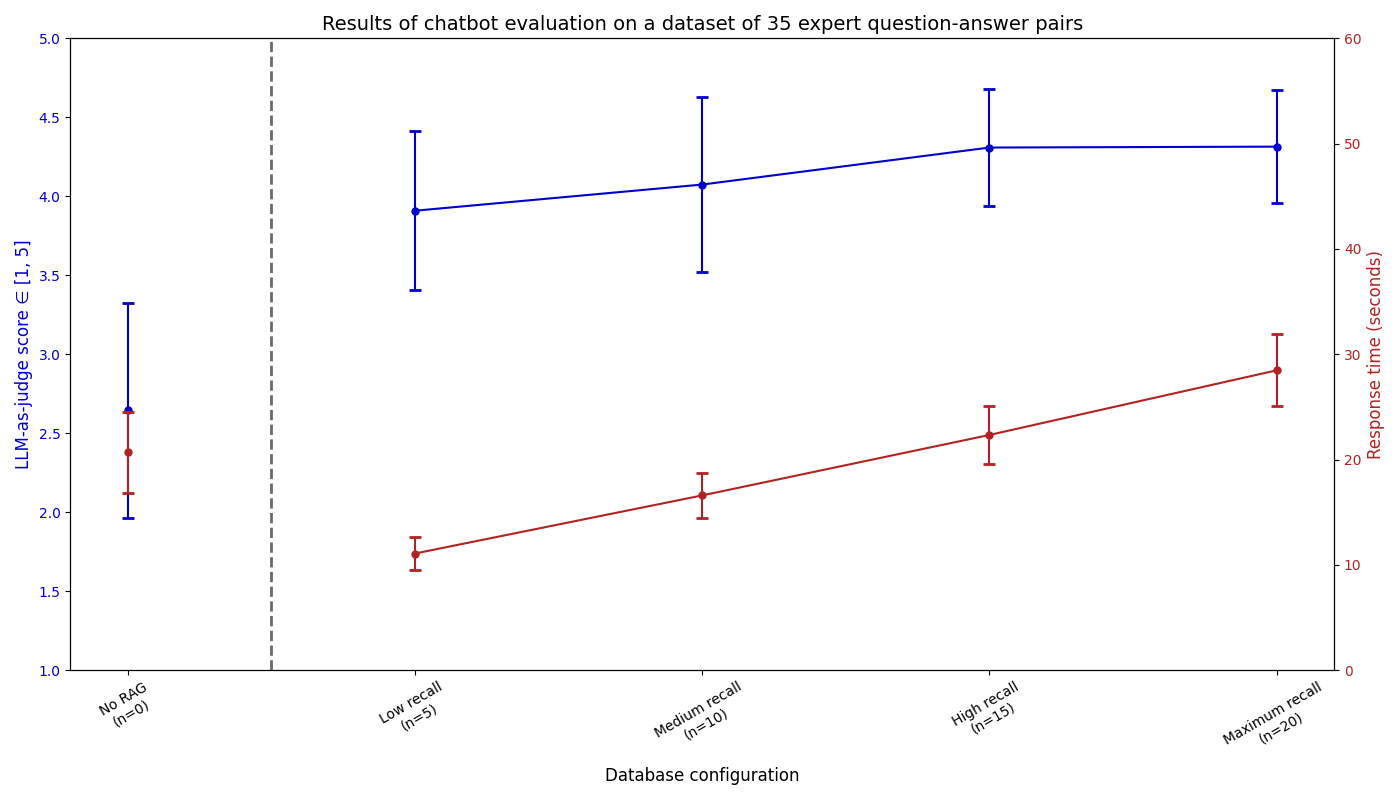 Results of chatbot evaluation on a dataset of 35 expert question-answer pairs
5.0
4.5
4.0
3.5
3.0
2.5
2.0
1.5
1.0
LLM-as-judge score ∈ [1, 5]
60
50
40
30
20
10
0
Response time (seconds)
No RAG
(n=0)
Low recall
(n=5)
Medium recall
(n=10)
High recall
(n=15)
Maximum recall
(n=20)
Database configuration